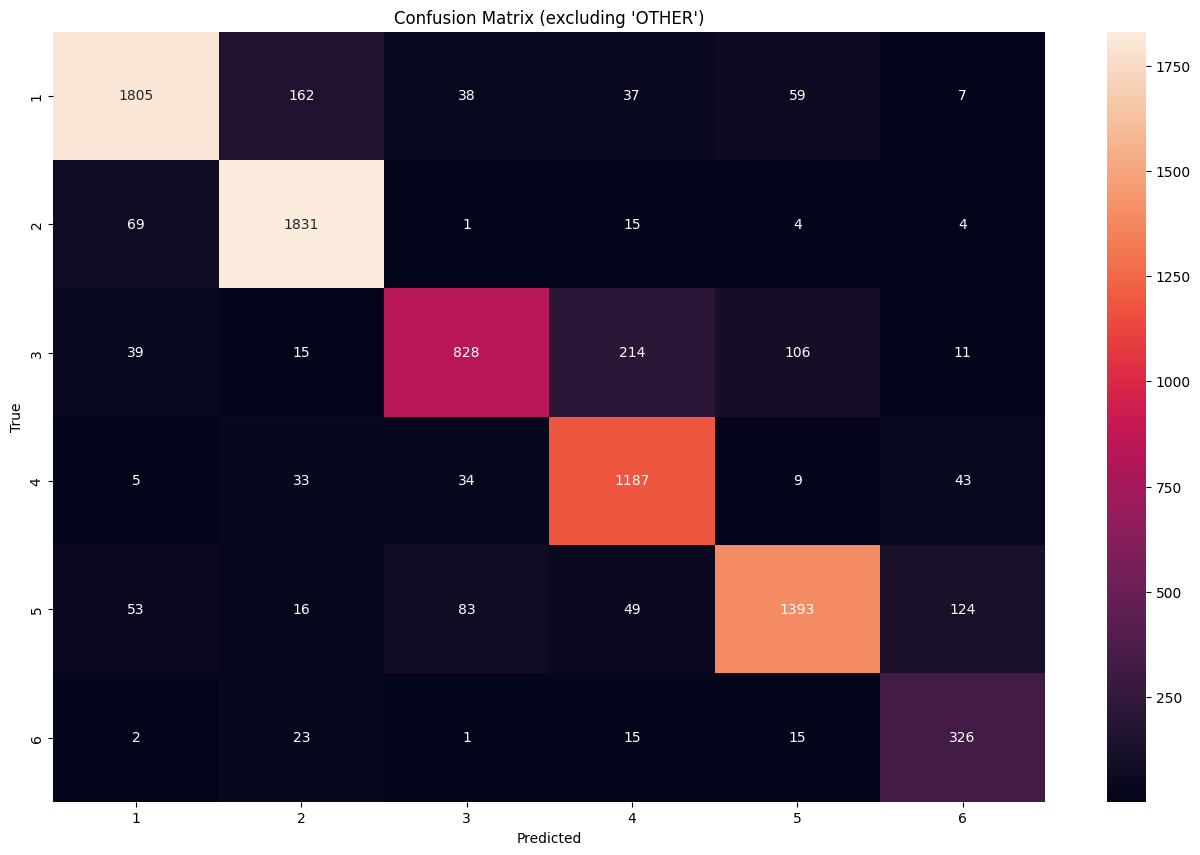 Confusion Matrix (excluding 'OTHER')
1 1805 162 38 37 59 7
2 69 1831 1 15 4 4
3 39 15 828 214 106 11
4 5 33 34 1187 9 43
5 53 16 83 49 1393 124
6 2 23 1 15 15 326
1 2 3 4 5 6
Predicted
True
1750
1500
1250
1000
750
500
250